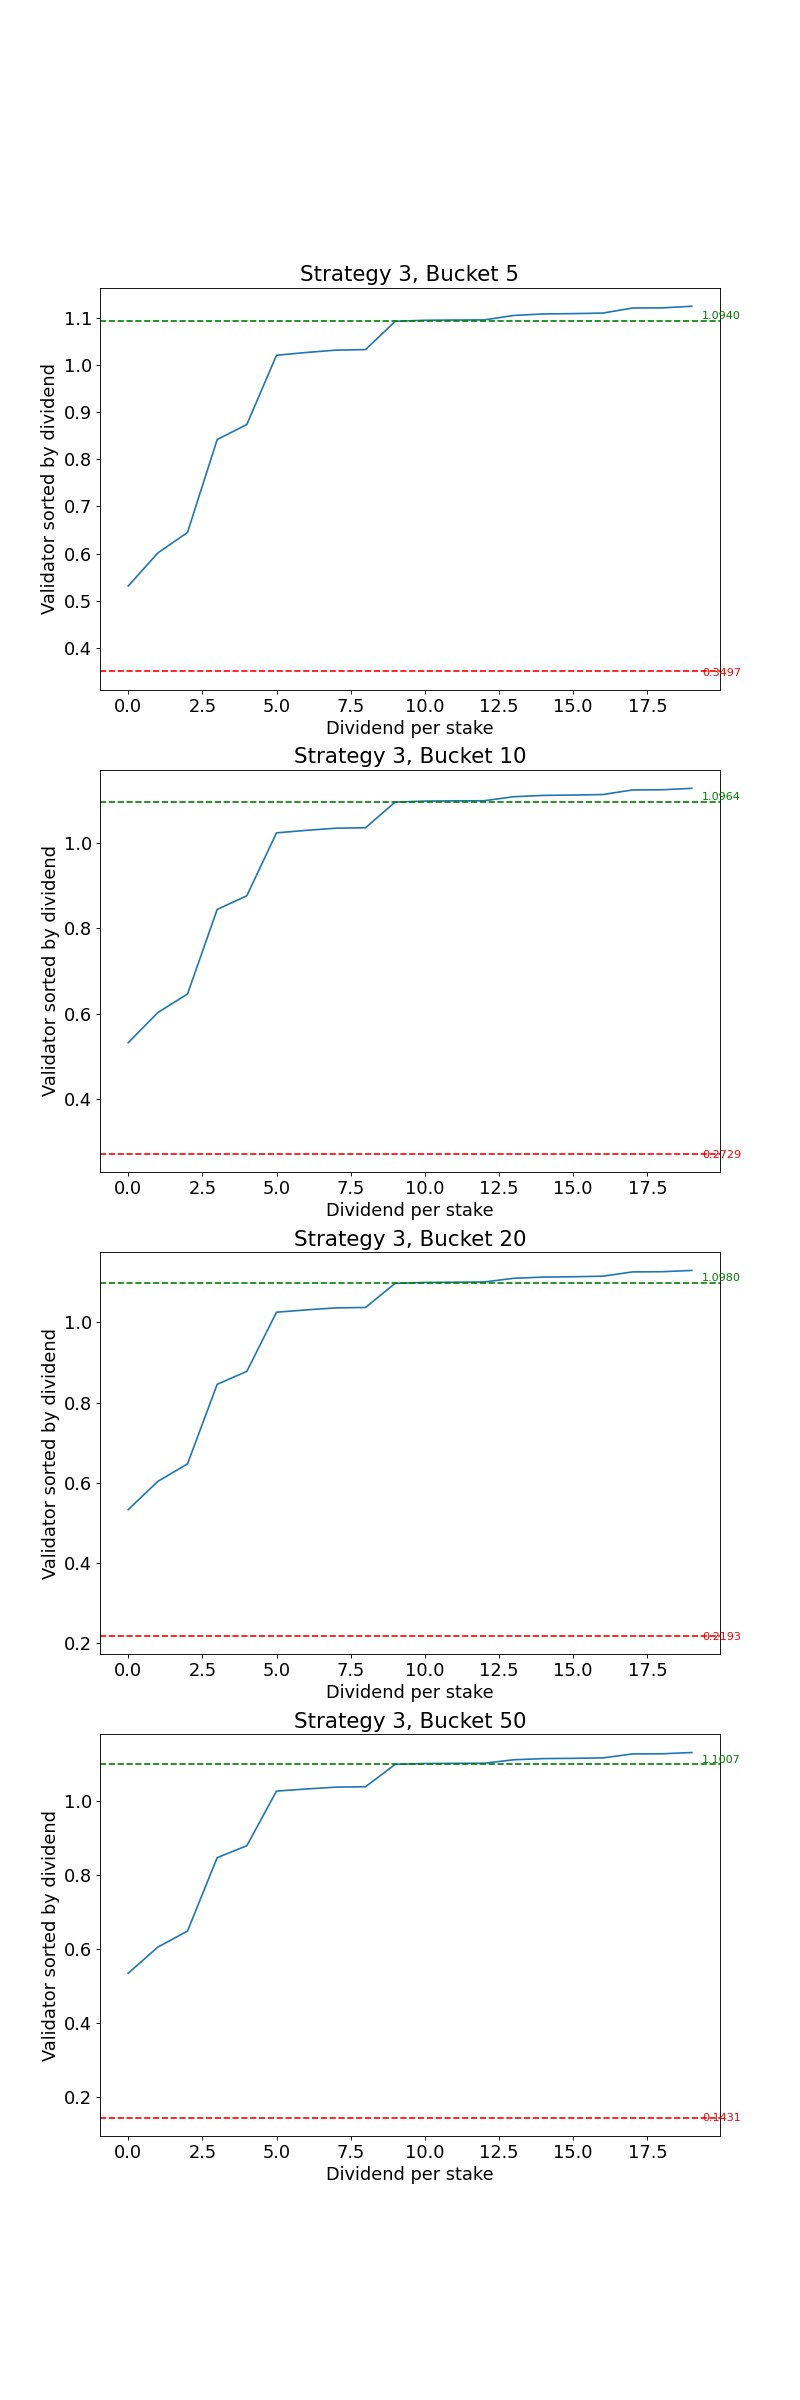 Strategy 3, Bucket 5
Validator sorted by dividend
1.1
1.0
0.9
0.8
0.7
0.6
0.5
0.4
1.0940
0.3497
0.0 2.5 5.0 7.5 10.0 12.5 15.0 17.5
Dividend per stake
Strategy 3, Bucket 10
Validator sorted by dividend
1.0
0.8
0.6
0.4
1.0964
0.2729
0.0 2.5 5.0 7.5 10.0 12.5 15.0 17.5
Dividend per stake
Strategy 3, Bucket 20
Validator sorted by dividend
1.0
0.8
0.6
0.4
0.2
1.0980
0.2193
0.0 2.5 5.0 7.5 10.0 12.5 15.0 17.5
Dividend per stake
Strategy 3, Bucket 50
Validator sorted by dividend
1.0
0.8
0.6
0.4
0.2
1.1007
0.1431
0.0 2.5 5.0 7.5 10.0 12.5 15.0 17.5
Dividend per stake